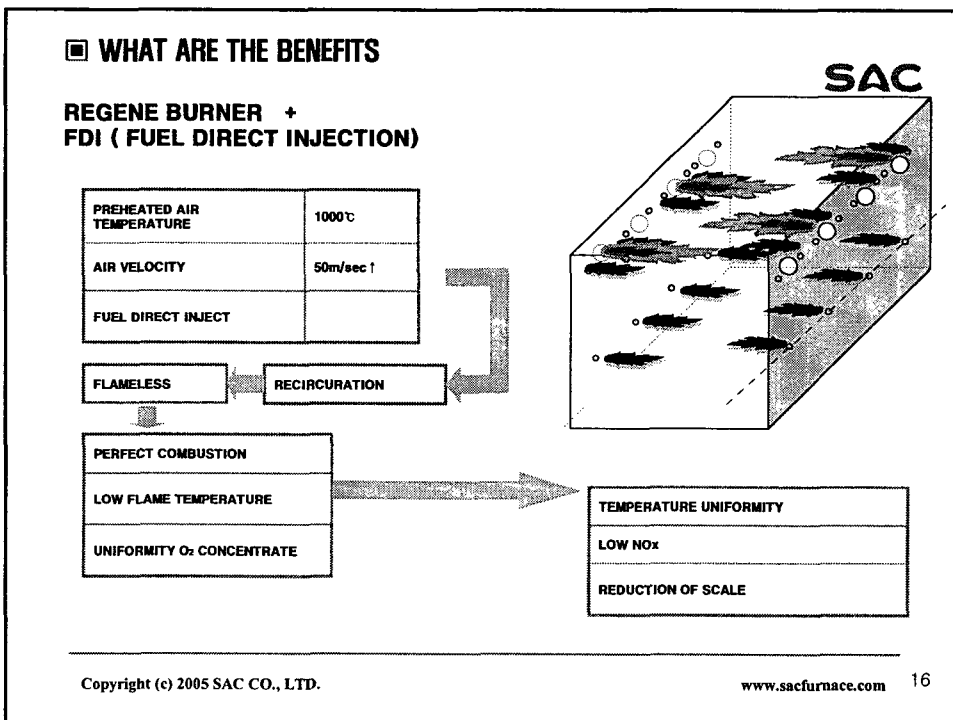 WHAT ARE THE BENEFITS
SAC
REGENE BURNER +
FDI ( FUEL DIRECT INJECTION)
PREHEATED AIR
TEMPERATURE
1000℃
AIR VELOCITY
50m/sec↑
FUEL DIRECT INJECT
FLAMELESS
RECIRCURATION
PERFECT COMBUSTION
LOW FLAME TEMPERATURE
UNIFORMITY O₂ CONCENTRATE
TEMPERATURE UNIFORMITY
LOW NOx
REDUCTION OF SCALE
Copyright (c) 2005 SAC CO., LTD.
www.sacfurnace.com
16